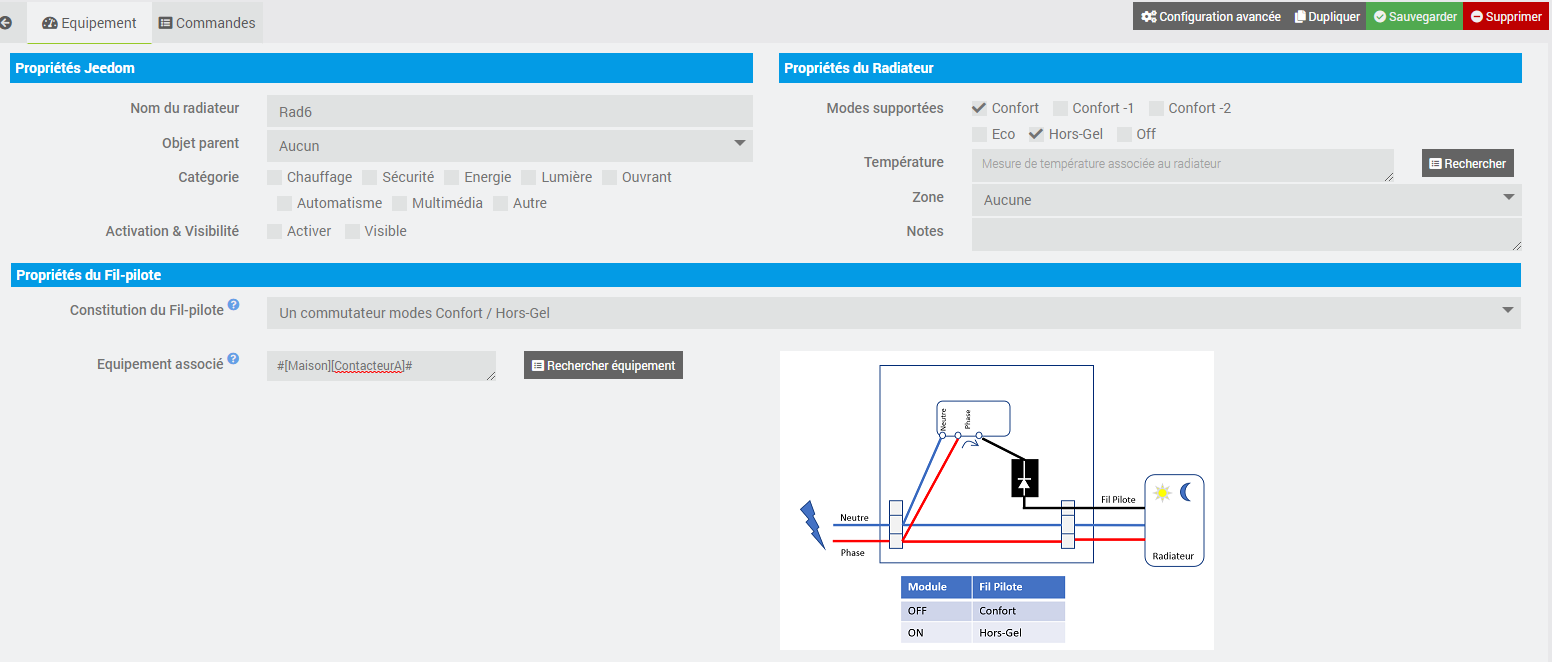 Equipement Commandes Configuration avancée Dupliquer Sauvegarder Supprimer
Propriétés Jeedom
Nom du radiateur Rad6
Objet parent Aucun
Catégorie Chauffage Sécurité Energie Lumière Ouvrant
Automatisme Multimédia Autre
Activation & Visibilité Activer Visible
Propriétés du Radiateur
Modes supportées Confort Confort -1 Confort -2
Eco Hors-Gel Off
Température Mesure de température associée au radiateur Rechercher
Zone Aucune
Notes
Propriétés du Fil-pilote
Constitution du Fil-pilote ? Un commutateur modes Confort / Hors-Gel
Equipement associé ? #[Maison][ContacteurA]# Rechercher équipement
Neutre
Phase
Fil Pilote
Neutre
Phase
Radiateur
Module Fil Pilote
OFF Confort
ON Hors-Gel